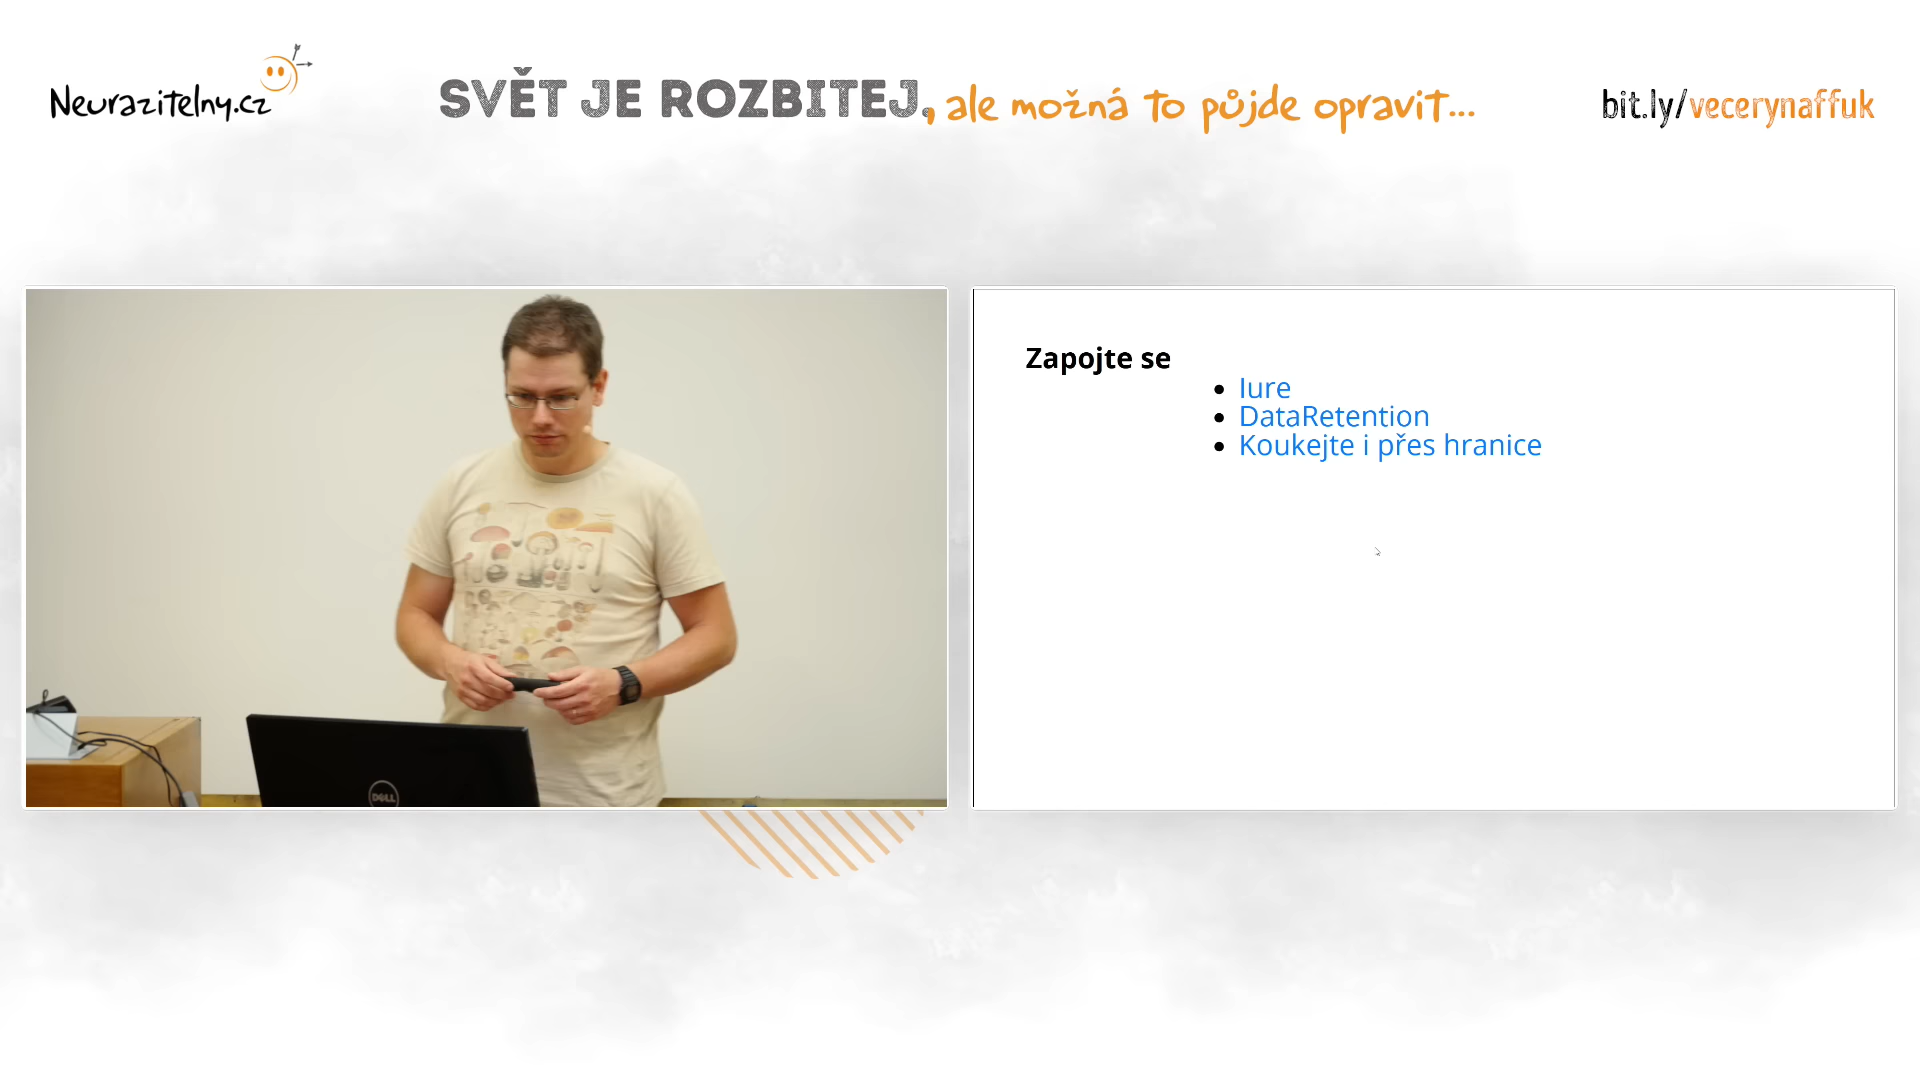 Neurazitelny.cz
SVĚT JE ROZBITEJ, ale možná to půjde opravit...
bit.ly/vecerynaffuk
Zapojte se
Iure
DataRetention
Koukejte i přes hranice
DELL